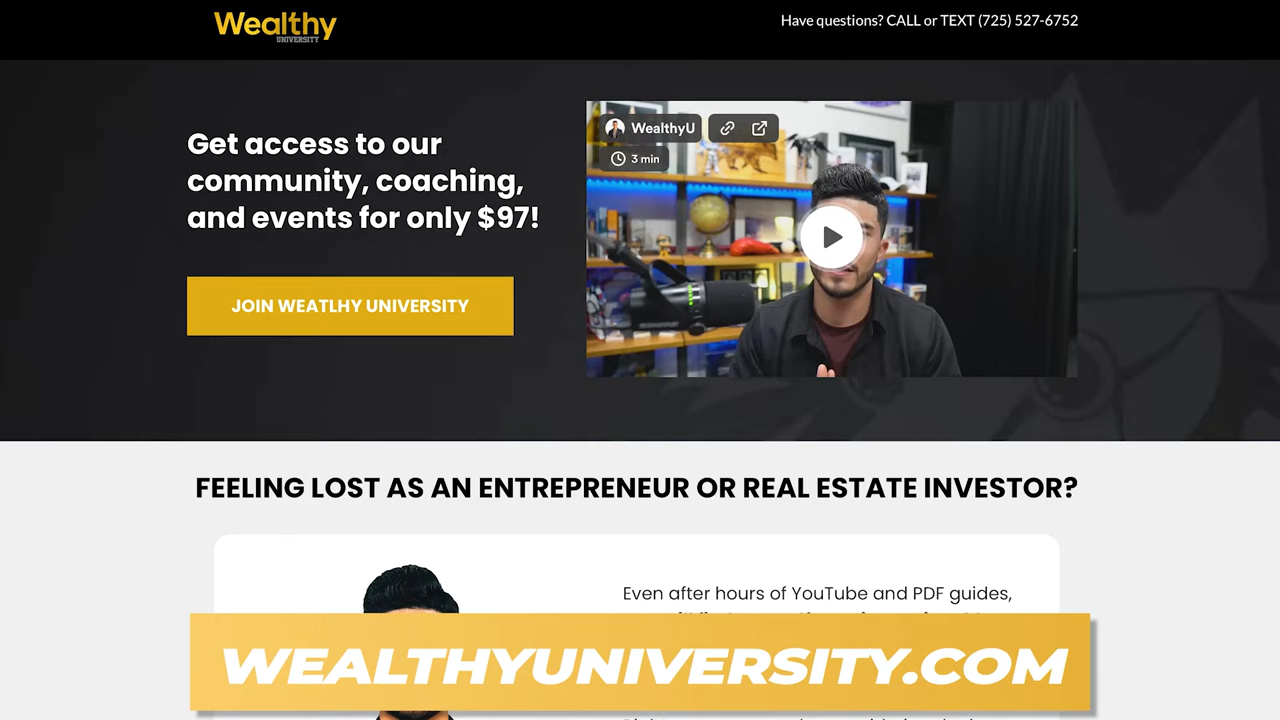 Wealthy
UNIVERSITY
Have questions? CALL or TEXT (725) 527-6752
Get access to our
community, coaching,
and events for only $97!
JOIN WEATLHY UNIVERSITY
WealthyU
3 min
FEELING LOST AS AN ENTREPRENEUR OR REAL ESTATE INVESTOR?
Even after hours of YouTube and PDF guides,
WEALTHYUNIVERSITY.COM